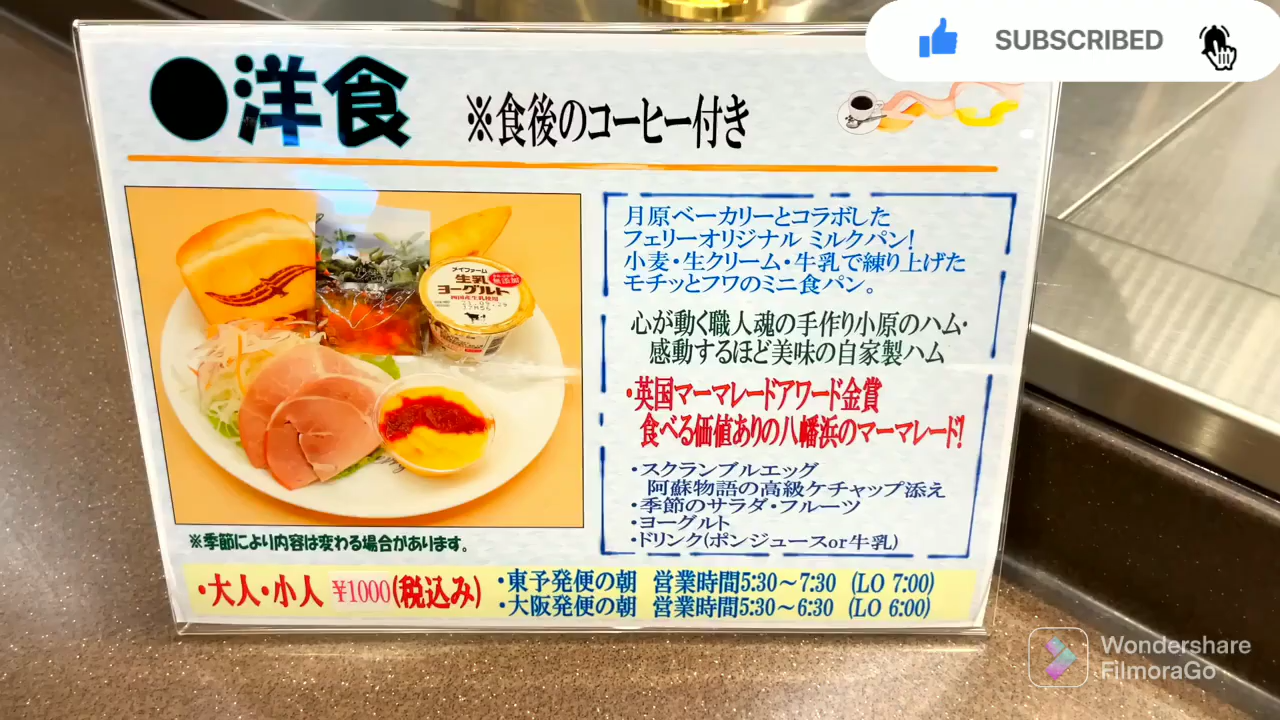 SUBSCRIBED
●洋食
※食後のコーヒー付き
月原ベーカリーとコラボした
フェリーオリジナル ミルクパン!
小麦・生クリーム・牛乳で練り上げた
モチッとフワのミニ食パン。
心が動く職人魂の手作り小原のハム・
感動するほど美味の自家製ハム
・英国マーマレードアワード金賞
食べる価値ありの八幡浜のマーマレード!
・スクランブルエッグ
阿蘇物語の高級ケチャップ添え
・季節のサラダ・フルーツ
・ヨーグルト
・ドリンク(ポンジュースor牛乳)
メイファーム
生乳
ヨーグルト
無添加
四国産生乳使用
※季節により内容は変わる場合があります。
・大人・小人 ¥1000(税込み)
・東予発便の朝 営業時間5:30～7:30 (LO 7:00)
・大阪発便の朝 営業時間5:30～6:30 (LO 6:00)
Wondershare
FilmoraGo